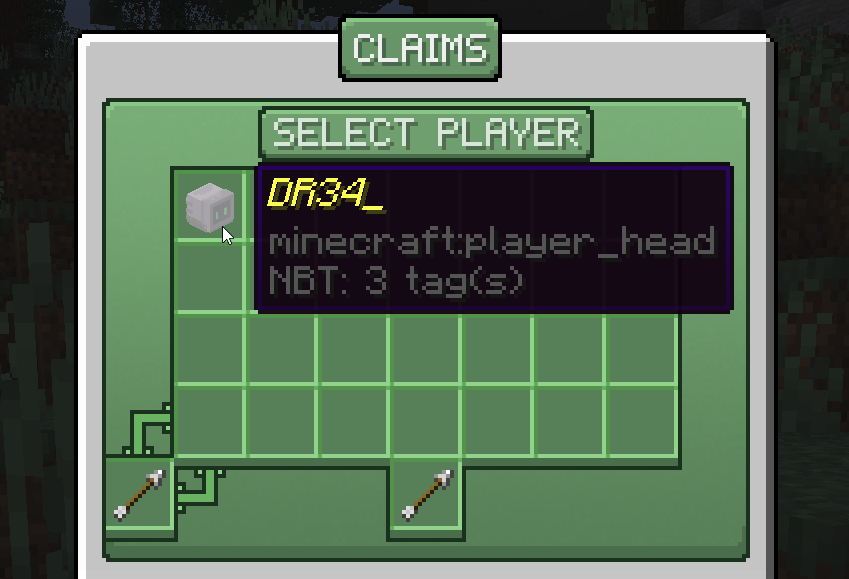 CLAIMS
SELECT PLAYER
DR34_
minecraft:player_head
NBT: 3 tag(s)